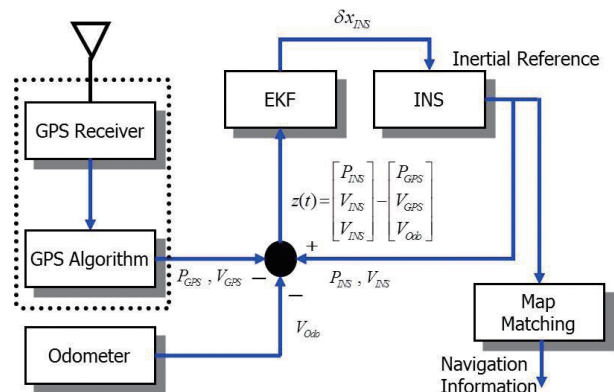 δx_INS
Inertial Reference
EKF
INS
GPS Receiver
z(t) = [P_INS V_INS V_INS] − [P_GPS V_GPS V_Odo]
GPS Algorithm
+
P_GPS , V_GPS −
P_INS , V_INS
−
V_Odo
Map
Matching
Odometer
Navigation
Information